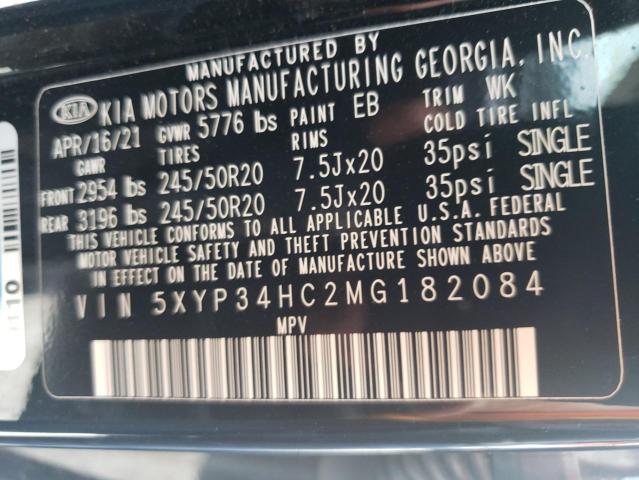 MANUFACTURED BY
KIA KIA MOTORS MANUFACTURING GEORGIA, INC.
APR/16/21 GVWR 5776 lbs PAINT EB TRIM WK
GAWR TIRES RIMS COLD TIRE INFL
FRONT 2954 lbs 245/50R20 7.5Jx20 35psi SINGLE
REAR 3196 lbs 245/50R20 7.5Jx20 35psi SINGLE
THIS VEHICLE CONFORMS TO ALL APPLICABLE U.S.A. FEDERAL
MOTOR VEHICLE SAFETY AND THEFT PREVENTION STANDARDS
IN EFFECT ON THE DATE OF MANUFACTURE SHOWN ABOVE
VIN 5XYP34HC2MG182084
MPV